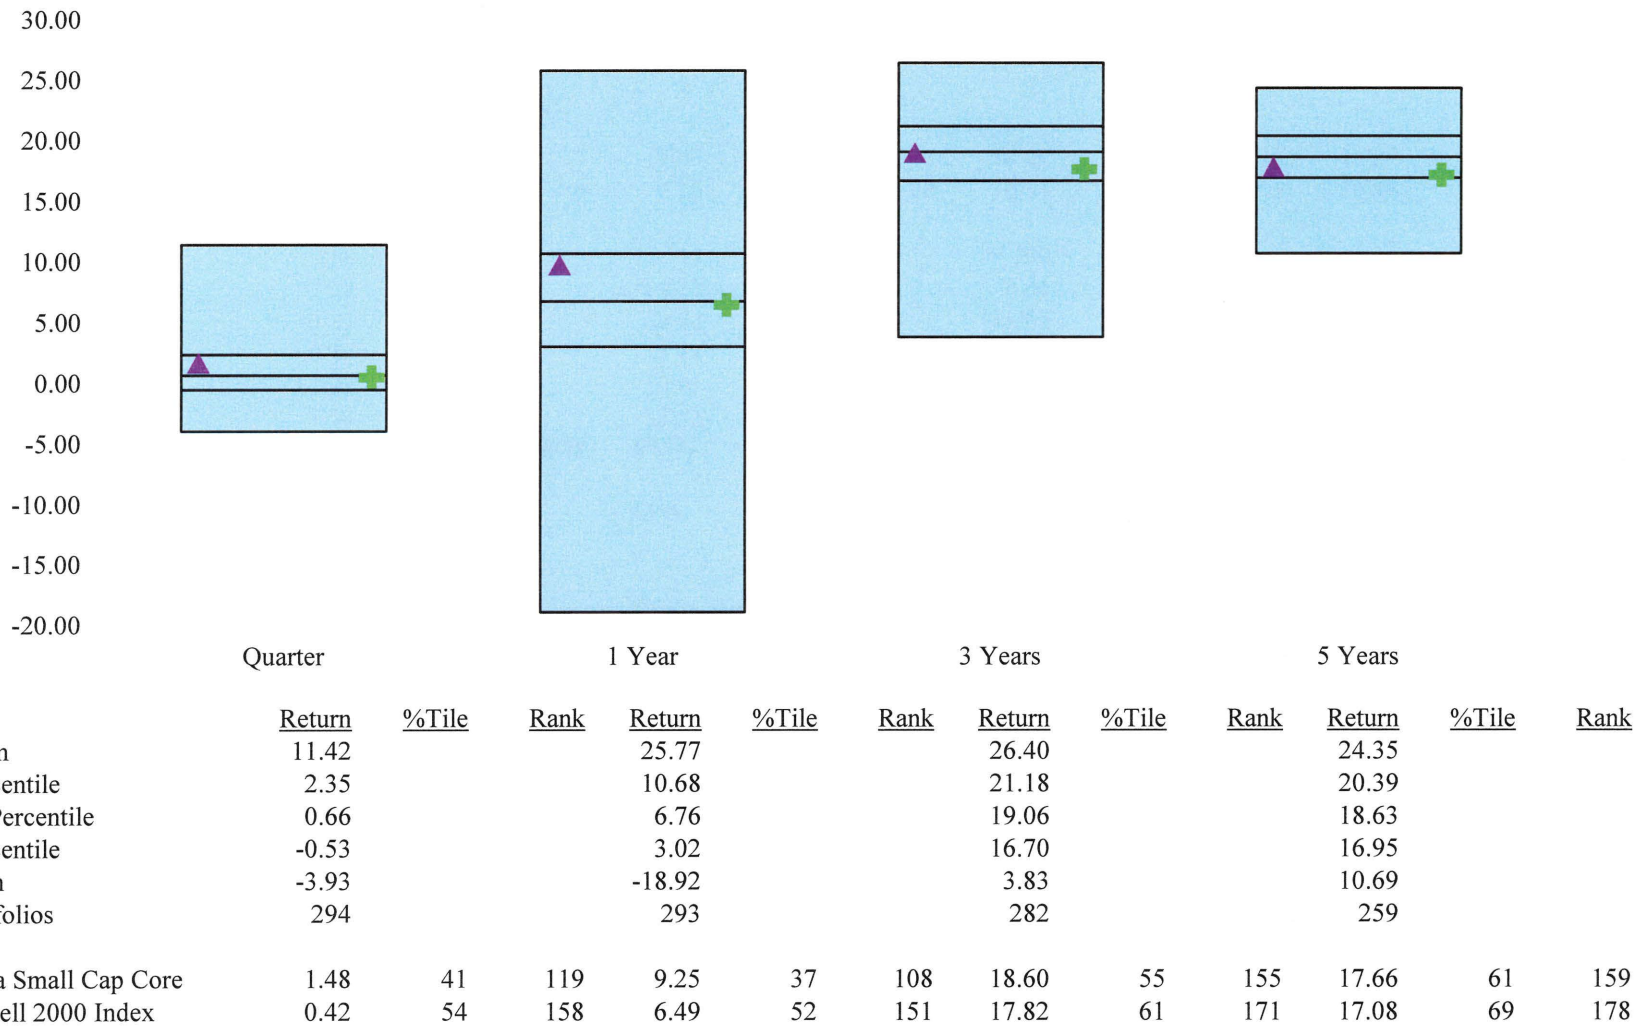 30.00
25.00
20.00
15.00
10.00
5.00
0.00
-5.00
-10.00
-15.00
-20.00
Quarter 1 Year 3 Years 5 Years
Return %Tile Rank Return %Tile Rank Return %Tile Rank Return %Tile Rank
11.42 25.77 26.40 24.35
entile 2.35 10.68 21.18 20.39
Percentile 0.66 6.76 19.06 18.63
entile -0.53 3.02 16.70 16.95
-3.93 -18.92 3.83 10.69
folios 294 293 282 259
a Small Cap Core 1.48 41 119 9.25 37 108 18.60 55 155 17.66 61 159
ell 2000 Index 0.42 54 158 6.49 52 151 17.82 61 171 17.08 69 178